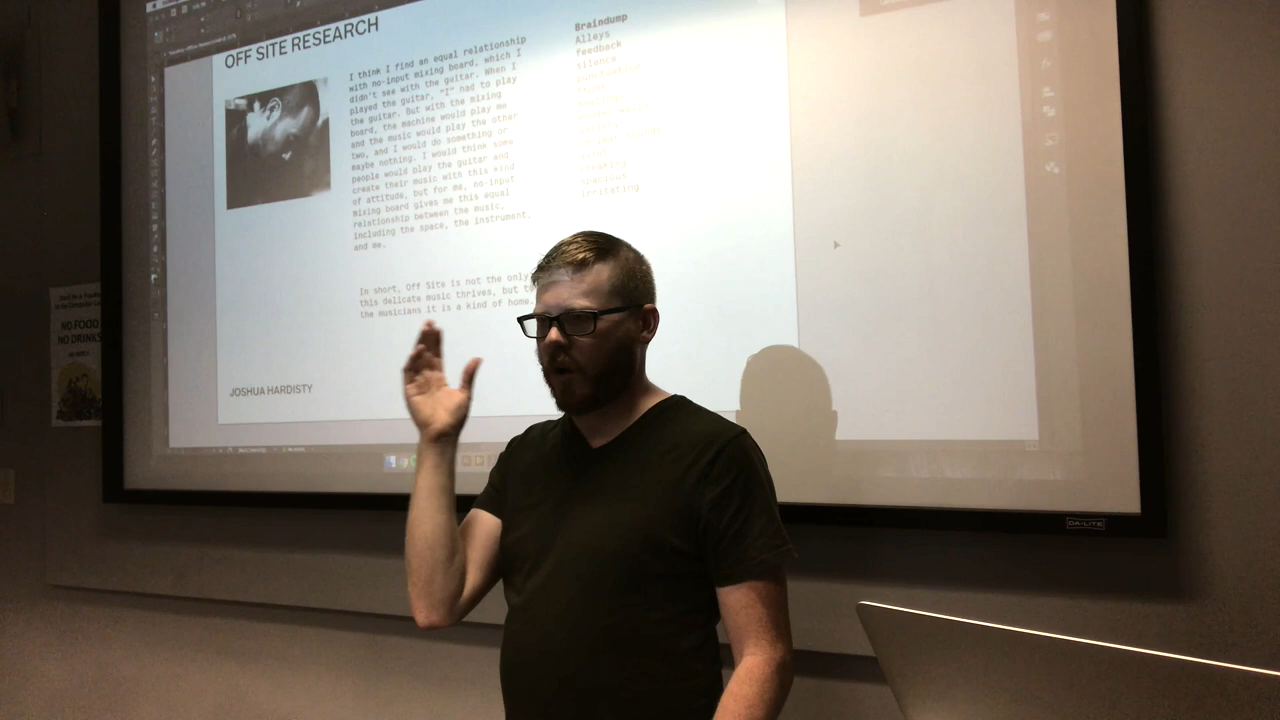 OFF SITE RESEARCH
I think I find an equal relationship
with no-input mixing board, which I
didn't see with the guitar. When I
played the guitar, "I" had to play
the guitar. But with the mixing
board, the machine would play me
and the music would play the other
two, and I would do something or
maybe nothing. I would think some
people would play the guitar and
create their music with this kind
of attitude, but for me, no-input
mixing board gives me this equal
relationship between the music,
including the space, the instrument,
and me.
In short, Off Site is not the only
this delicate music thrives, but
the musicians it is a kind of home.
Braindump
Alleys
feedback
silence
punctuation
spacious
irritating
JOSHUA HARDISTY
NO FOOD
NO DRINKS
DA-LITE